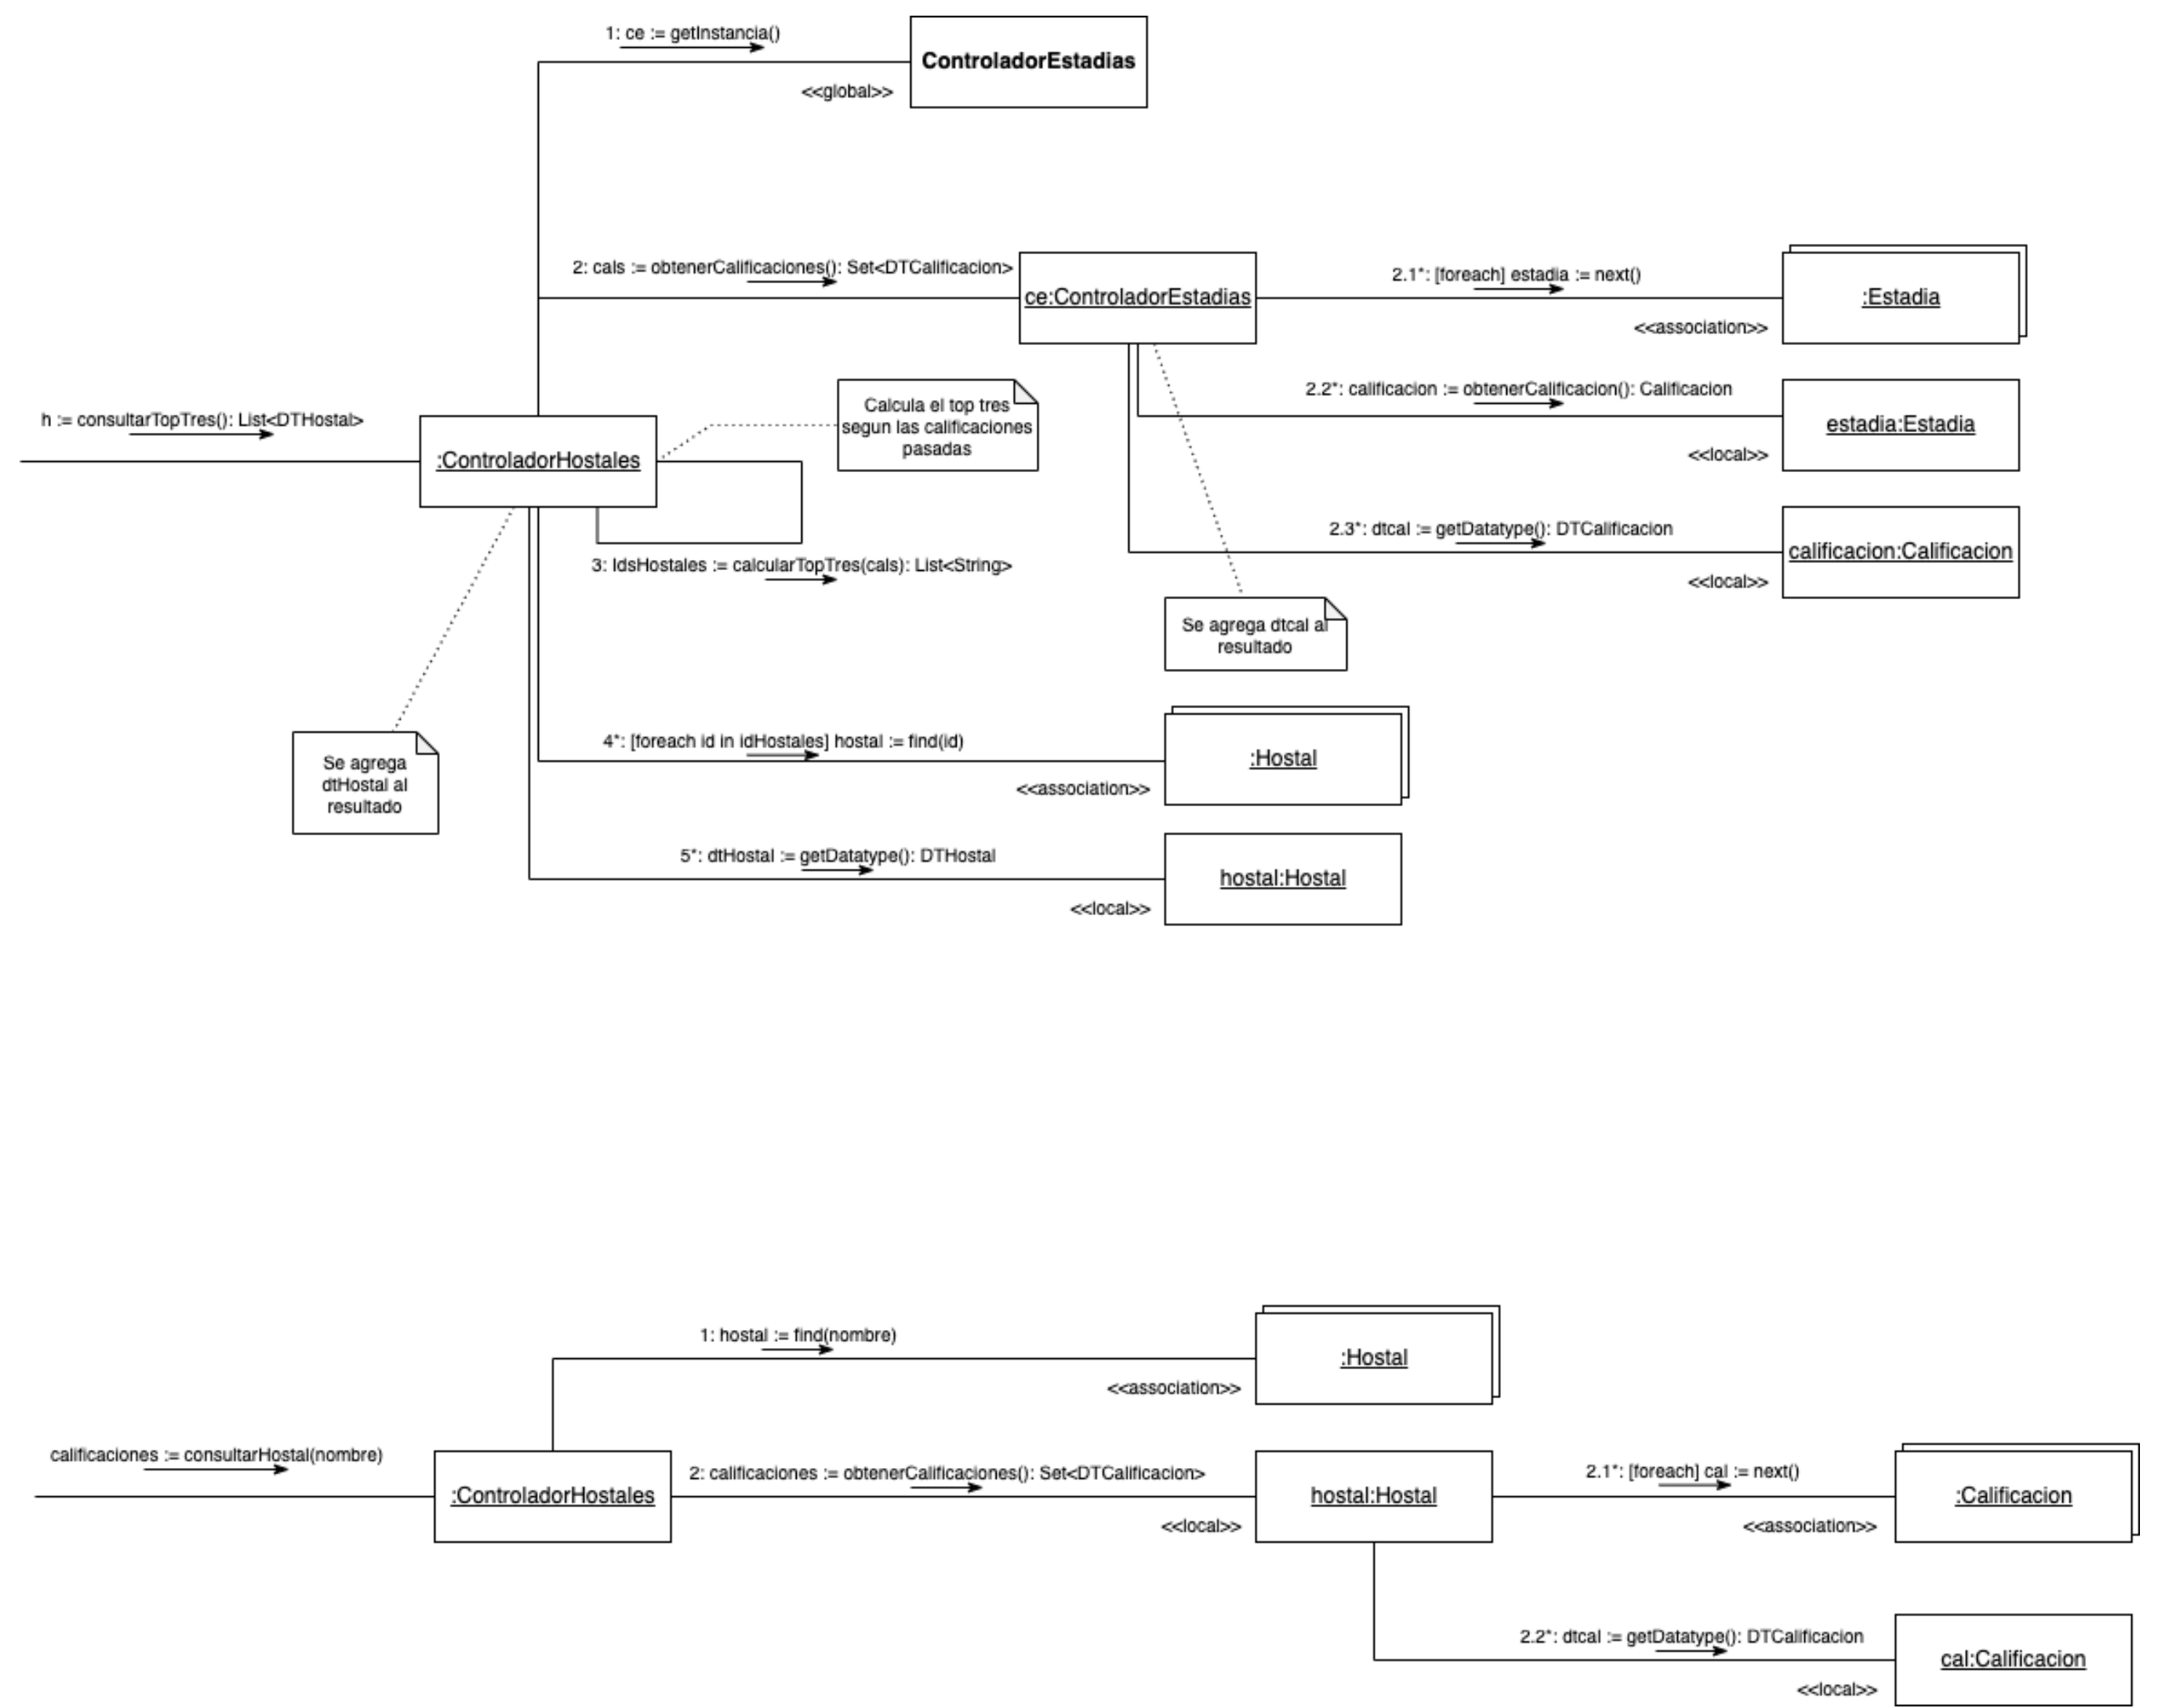 1: ce := getInstancia()
ControladorEstadias
<<global>>
2: cals := obtenerCalificaciones(): Set<DTCalificacion>
ce:ControladorEstadias
2.1*: [foreach] estadia := next()
:Estadia
<<association>>
2.2*: calificacion := obtenerCalificacion(): Calificacion
estadia:Estadia
<<local>>
h := consultarTopTres(): List<DTHostal>
:ControladorHostales
Calcula el top tres
segun las calificaciones
pasadas
2.3*: dtcal := getDatatype(): DTCalificacion
calificacion:Calificacion
<<local>>
3: IdsHostales := calcularTopTres(cals): List<String>
Se agrega dtcal al
resultado
4*: [foreach id in idHostales] hostal := find(id)
:Hostal
<<association>>
Se agrega
dtHostal al
resultado
5*: dtHostal := getDatatype(): DTHostal
hostal:Hostal
<<local>>
1: hostal := find(nombre)
:Hostal
<<association>>
calificaciones := consultarHostal(nombre)
:ControladorHostales
2: calificaciones := obtenerCalificaciones(): Set<DTCalificacion>
hostal:Hostal
<<local>>
2.1*: [foreach] cal := next()
:Calificacion
<<association>>
2.2*: dtcal := getDatatype(): DTCalificacion
cal:Calificacion
<<local>>